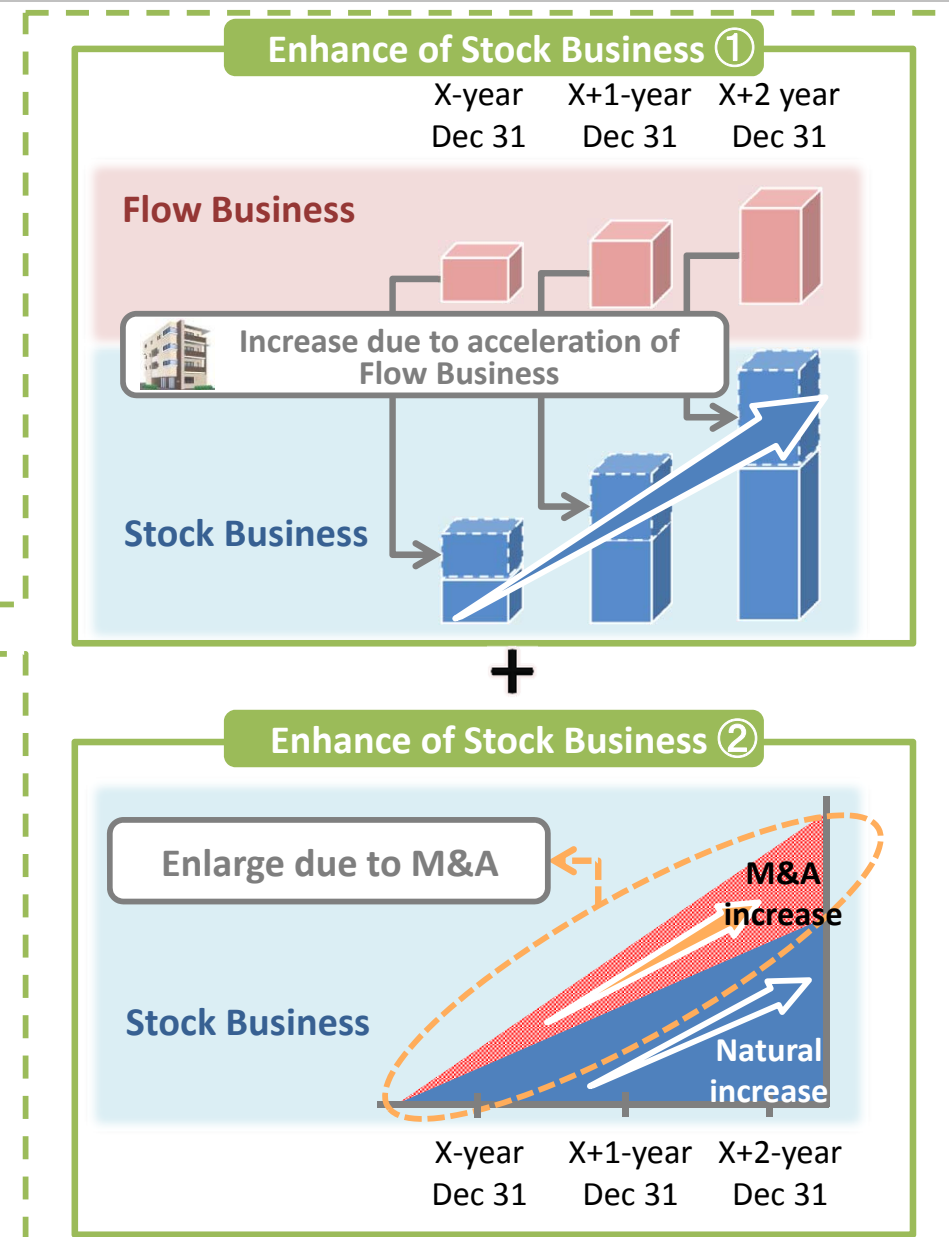 Enhance of Stock Business ①
X-year X+1-year X+2 year
Dec 31 Dec 31 Dec 31
Flow Business
Increase due to acceleration of
Flow Business
Stock Business
+
Enhance of Stock Business ②
Enlarge due to M&A
M&A
increase
Stock Business
Natural
increase
X-year X+1-year X+2-year
Dec 31 Dec 31 Dec 31